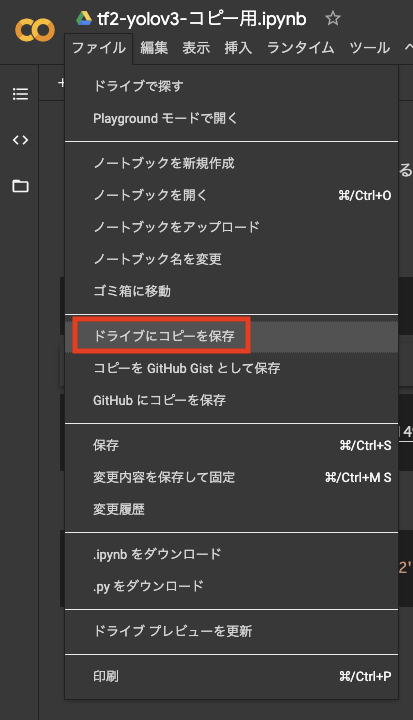 tf2-yolov3-コピー用.ipynb
ファイル 編集 表示 挿入 ランタイム ツール ヘ
ドライブで探す
Playground モードで開く
ノートブックを新規作成
ノートブックを開く ⌘/Ctrl+O
ノートブックをアップロード
ノートブック名を変更
ゴミ箱に移動
ドライブにコピーを保存
コピーを GitHub Gist として保存
GitHub にコピーを保存
保存 ⌘/Ctrl+S
変更内容を保存して固定 ⌘/Ctrl+M S
変更履歴
.ipynb をダウンロード
.py をダウンロード
ドライブ プレビューを更新
印刷 ⌘/Ctrl+P